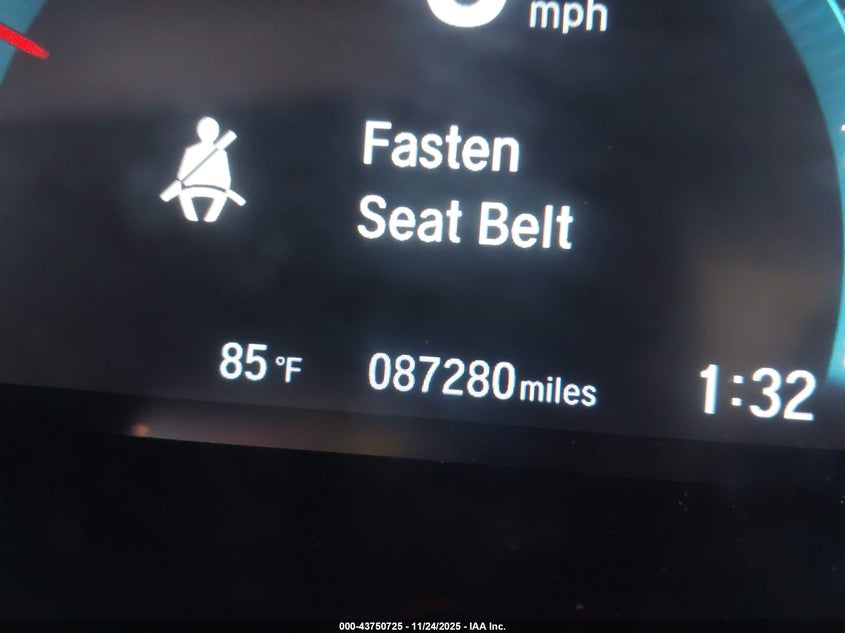 mph
Fasten
Seat Belt
85 °F 087280 miles 1:32
000-43750725 - 11/24/2025 - IAA Inc.